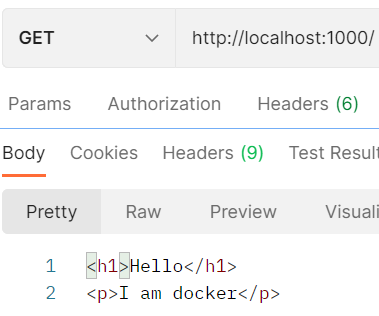 GET http://localhost:1000/
Params Authorization Headers (6)
Body Cookies Headers (9) Test Result
Pretty Raw Preview Visuali
1 <h1>Hello</h1>
2 <p>I am docker</p>